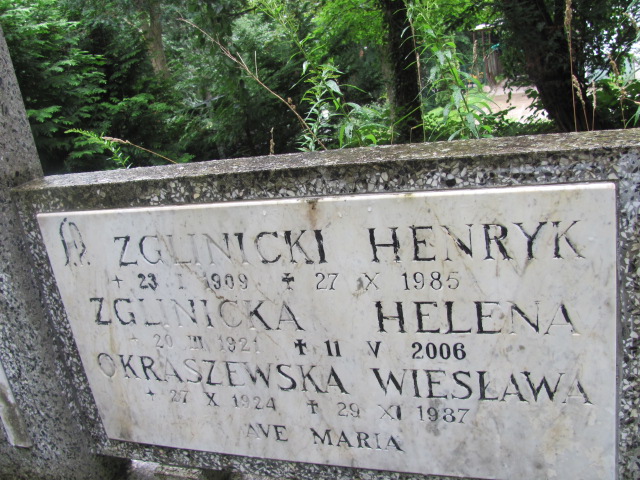 ZGLINICKI HENRYK
+ 23 I 1909 ✝ 27 X 1985
ZGLINICKA HELENA
+ 20 III 1921 ✝ 11 V 2006
OKRASZEWSKA WIESŁAWA
+ 27 X 1924 ✝ 29 XI 1987
AVE MARIA